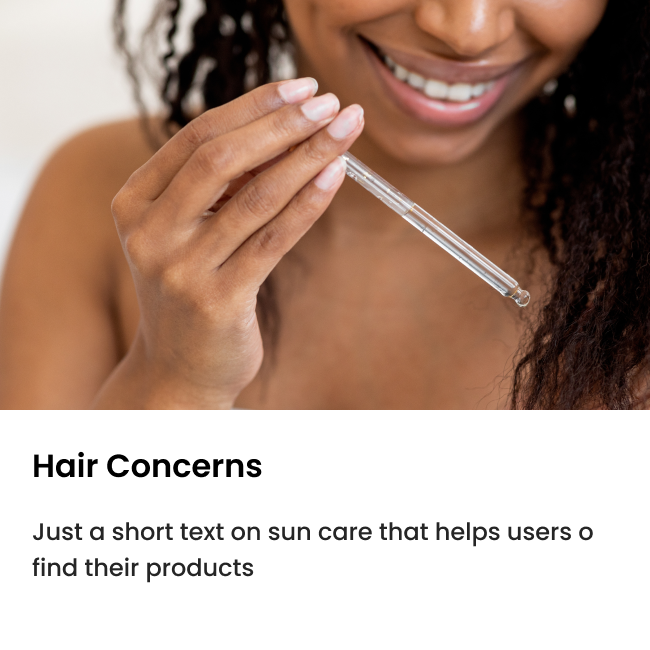 Hair Concerns
Just a short text on sun care that helps users o
find their products